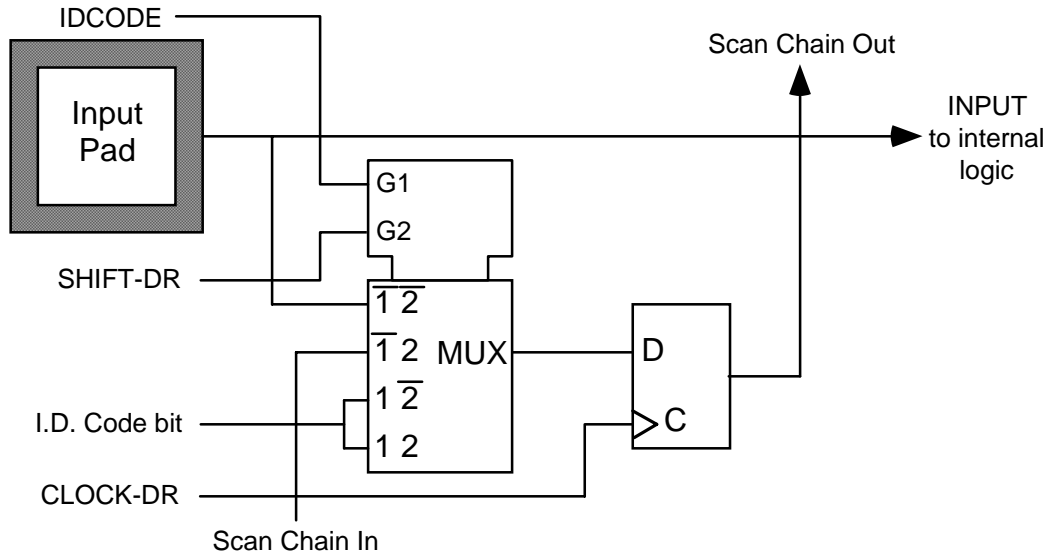 IDCODE
Input
Pad
Scan Chain Out
INPUT
to internal
logic
G1
G2
SHIFT-DR
1̅ 2̅
1̅ 2
MUX
1 2̅
1 2
D
C
I.D. Code bit
CLOCK-DR
Scan Chain In